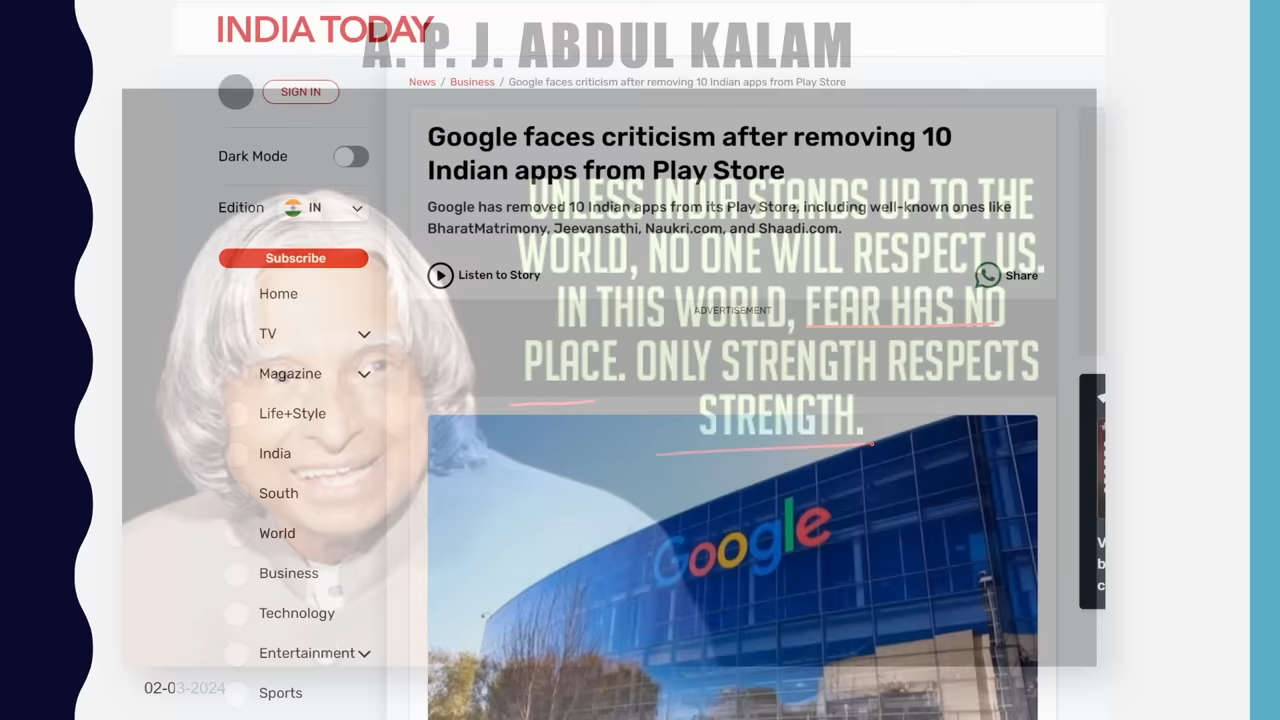 INDIA TODAY
A. P. J. ABDUL KALAM
News / Business / Google faces criticism after removing 10 Indian apps from Play Store
SIGN IN
Dark Mode
Edition IN
Subscribe
Home
TV
Magazine
Life+Style
India
South
World
Business
Technology
Entertainment
Sports
Google faces criticism after removing 10
Indian apps from Play Store
Google has removed 10 Indian apps from its Play Store, including well-known ones like
BharatMatrimony, Jeevansathi, Naukri.com, and Shaadi.com.
Listen to Story
Share
ADVERTISEMENT
UNLESS INDIA STANDS UP TO THE
WORLD, NO ONE WILL RESPECT US.
IN THIS WORLD, FEAR HAS NO
PLACE. ONLY STRENGTH RESPECTS
STRENGTH.
Google
V
b
c
02-03-2024